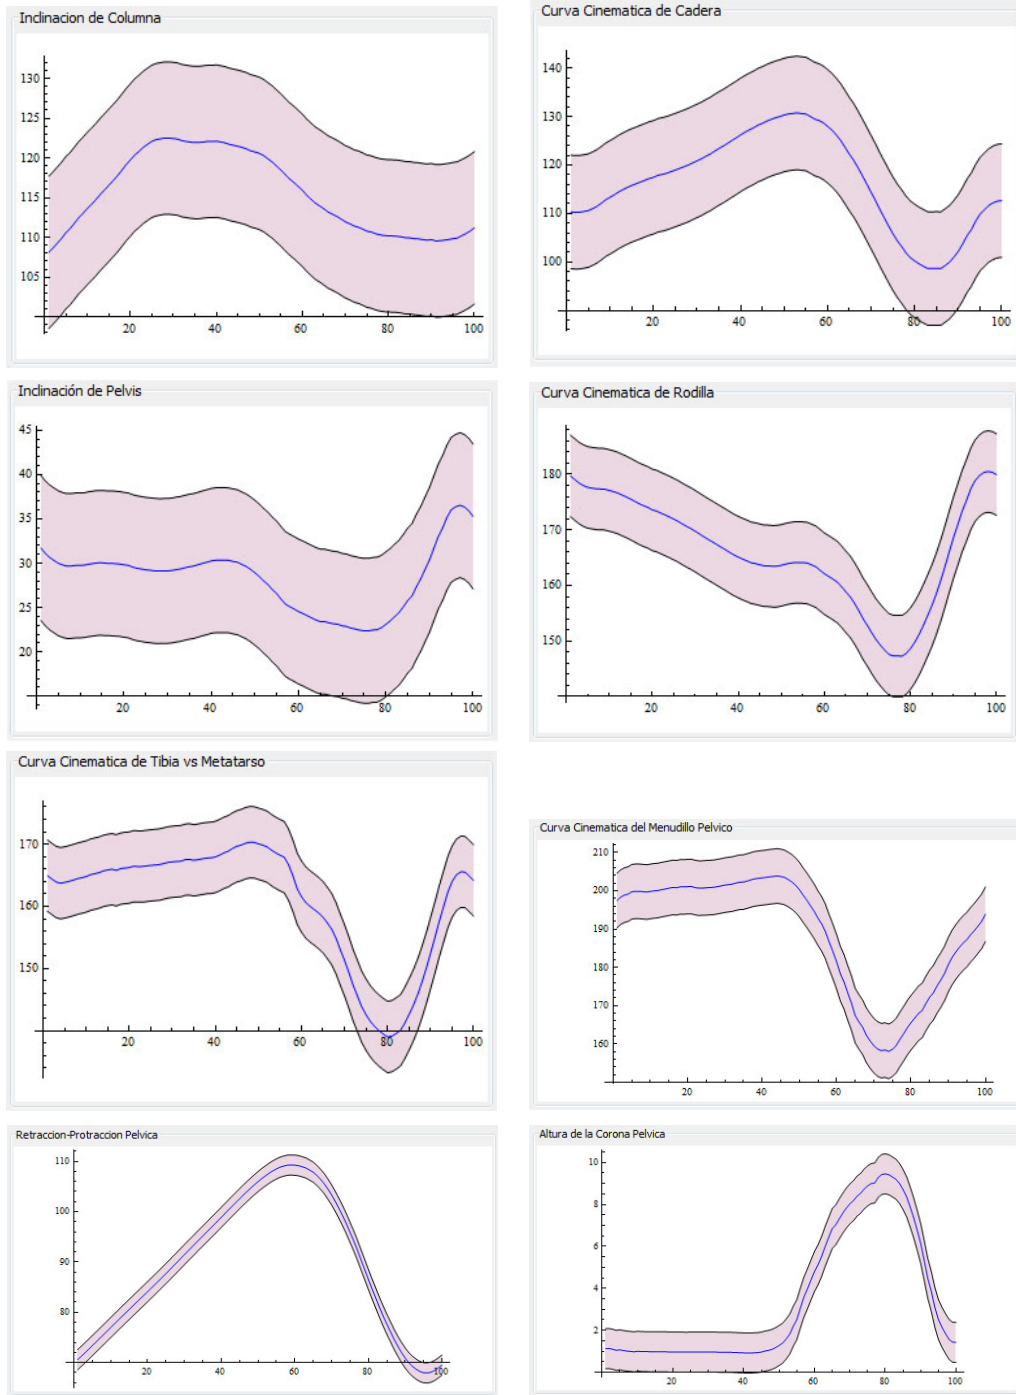 Inclinacion de Columna
130
125
120
115
110
105
20 40 60 80 100
Curva Cinematica de Cadera
140
130
120
110
100
20 40 60 80 100
Inclinación de Pelvis
45
40
35
30
25
20
20 40 60 80 100
Curva Cinematica de Rodilla
180
170
160
150
20 40 60 80 100
Curva Cinematica de Tibia vs Metatarso
170
160
150
20 40 60 80 100
Curva Cinematica del Menudillo Pelvico
210
200
190
180
170
160
20 40 60 80 100
Retraccion-Protraccion Pelvica
110
100
90
80
20 40 60 80 100
Altura de la Corona Pelvica
10
8
6
4
2
20 40 60 80 100